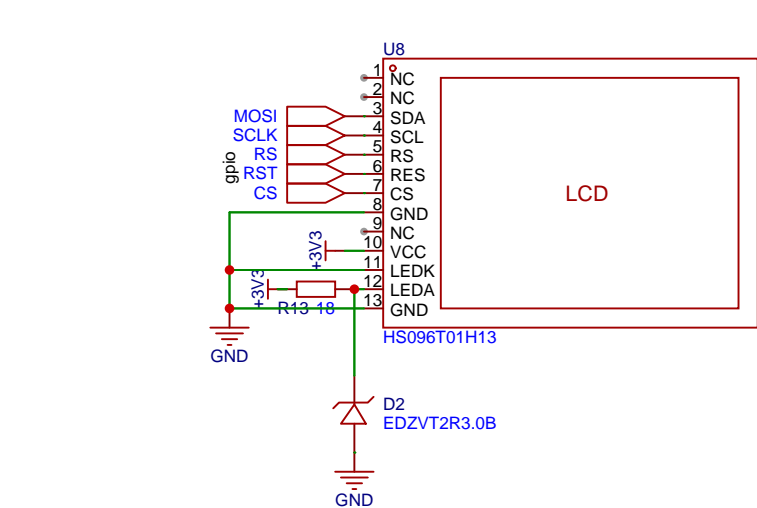 U8
1
NC
2
NC
MOSI
3
SDA
SCLK
4
SCL
RS
5
RS
gpio
RST
6
RES
CS
7
CS
8
GND
9
NC
+3V3
10
VCC
11
LEDK
+3V3
R13 18
12
LEDA
13
GND
LCD
HS096T01H13
GND
D2
EDZVT2R3.0B
GND